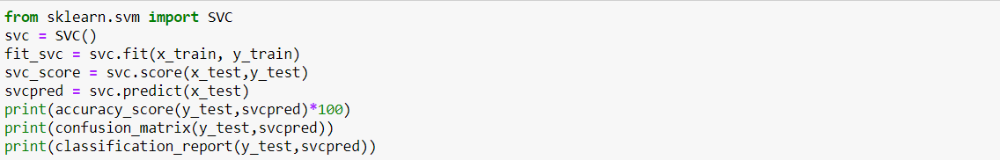 from sklearn.svm import SVC
svc = SVC()
fit_svc = svc.fit(x_train, y_train)
svc_score = svc.score(x_test,y_test)
svcpred = svc.predict(x_test)
print(accuracy_score(y_test,svcpred)*100)
print(confusion_matrix(y_test,svcpred))
print(classification_report(y_test,svcpred))